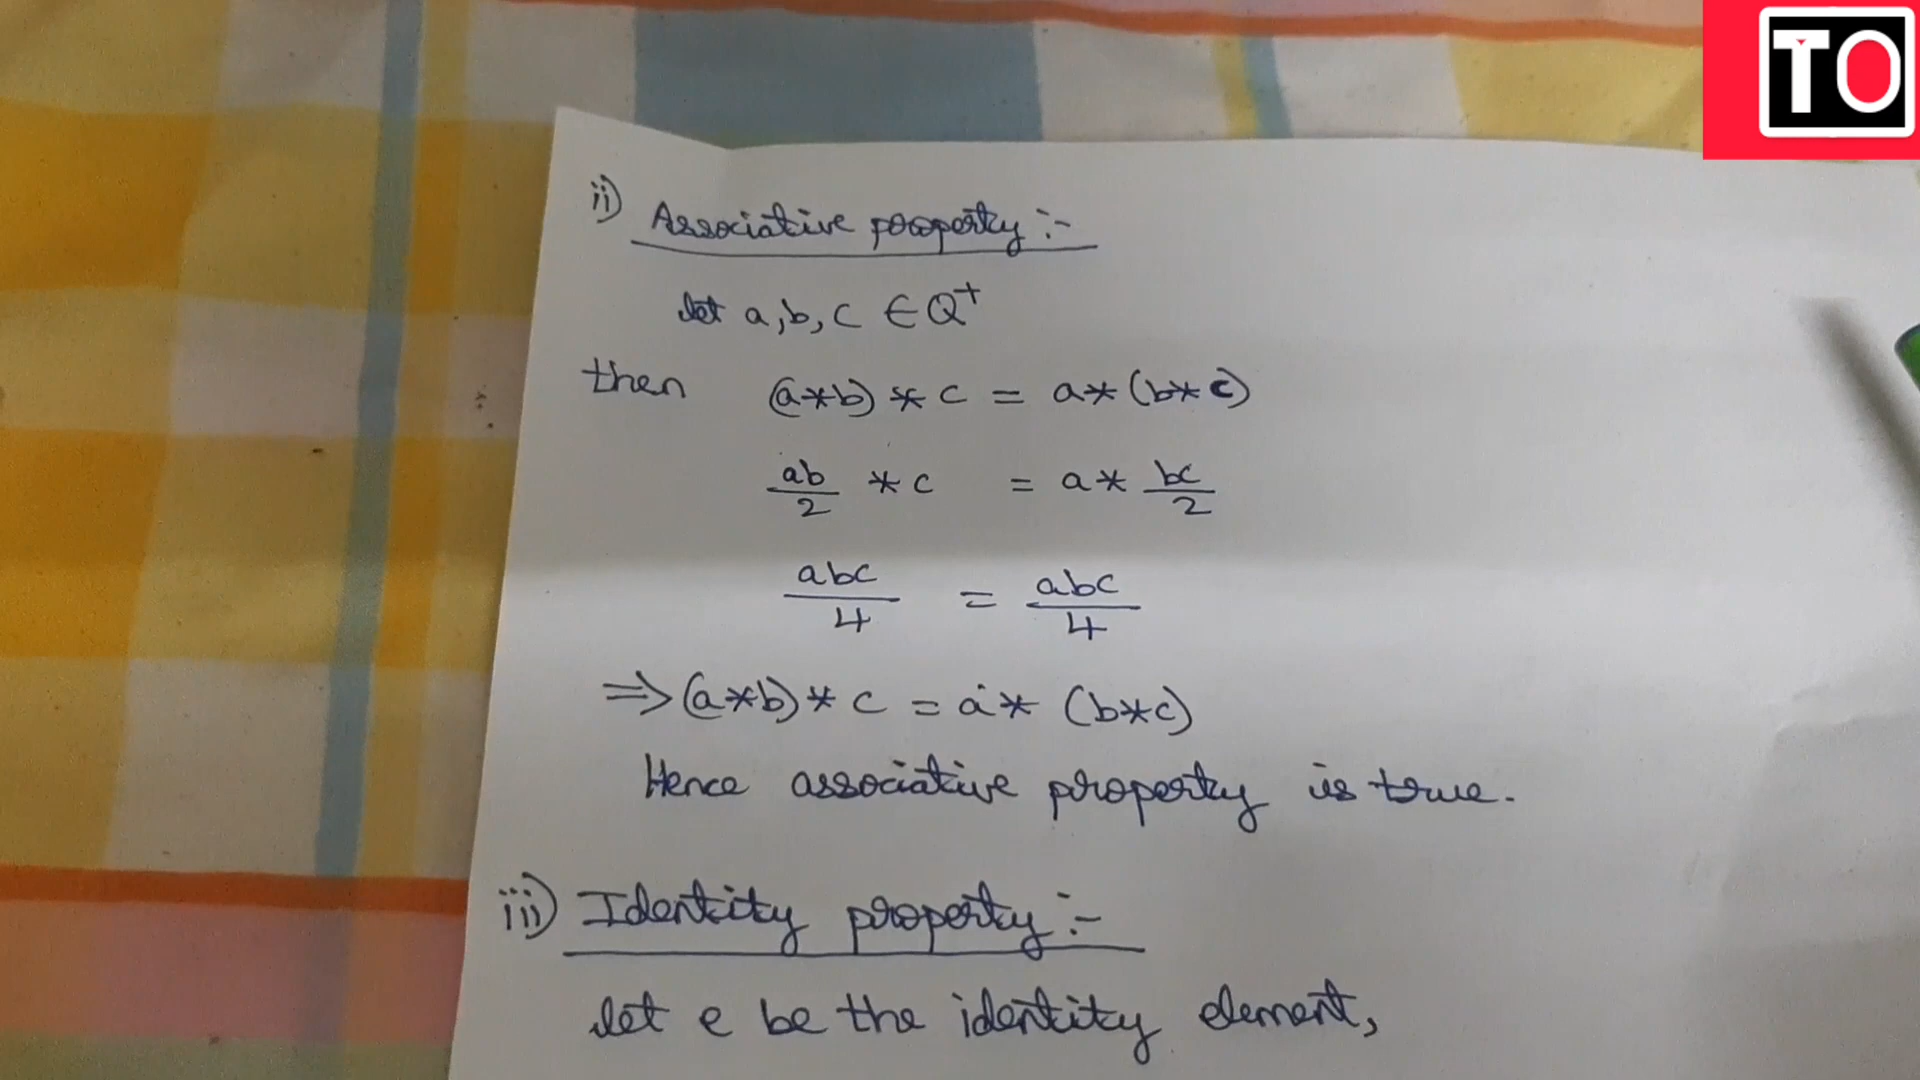 TO
ii) Associative property :-
let a, b, c ∈ Q⁺
then (a*b) * c = a* (b* c)
ab/2 * c = a* bc/2
abc/4 = abc/4
⇒ (a*b)* c = a* (b*c)
Hence associative property is true.
iii) Identity property :-
let e be the identity element,